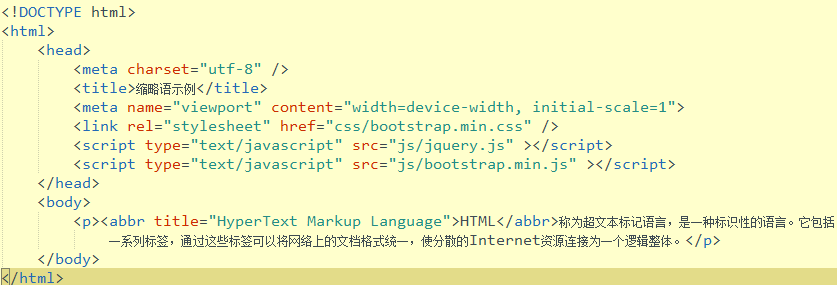 <!DOCTYPE html>
<html>
<head>
<meta charset="utf-8" />
<title>缩略语示例</title>
<meta name="viewport" content="width=device-width, initial-scale=1">
<link rel="stylesheet" href="css/bootstrap.min.css" />
<script type="text/javascript" src="js/jquery.js" ></script>
<script type="text/javascript" src="js/bootstrap.min.js" ></script>
</head>
<body>
<p><abbr title="HyperText Markup Language">HTML</abbr>称为超文本标记语言，是一种标识性的语言。它包括
一系列标签，通过这些标签可以将网络上的文档格式统一，使分散的Internet资源连接为一个逻辑整体。</p>
</body>
</html>